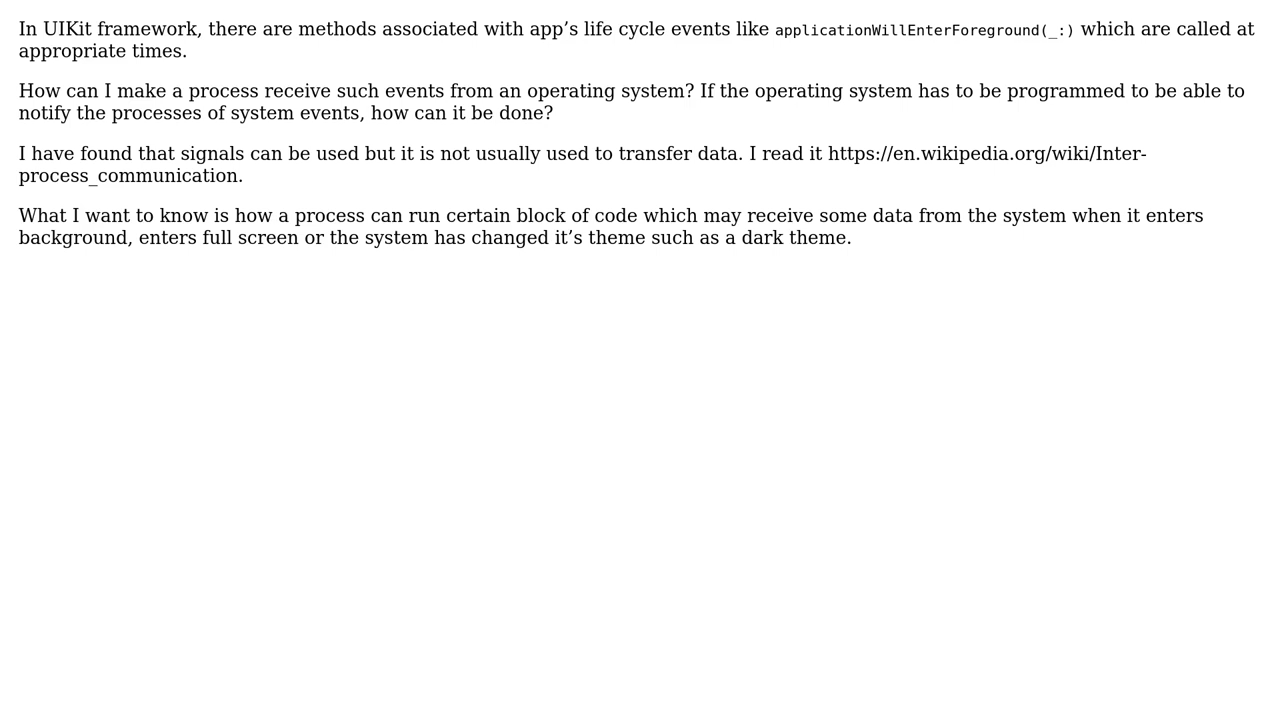 In UIKit framework, there are methods associated with app’s life cycle events like applicationWillEnterForeground(_:) which are called at
appropriate times.
How can I make a process receive such events from an operating system? If the operating system has to be programmed to be able to
notify the processes of system events, how can it be done?
I have found that signals can be used but it is not usually used to transfer data. I read it https://en.wikipedia.org/wiki/Inter-
process_communication.
What I want to know is how a process can run certain block of code which may receive some data from the system when it enters
background, enters full screen or the system has changed it’s theme such as a dark theme.